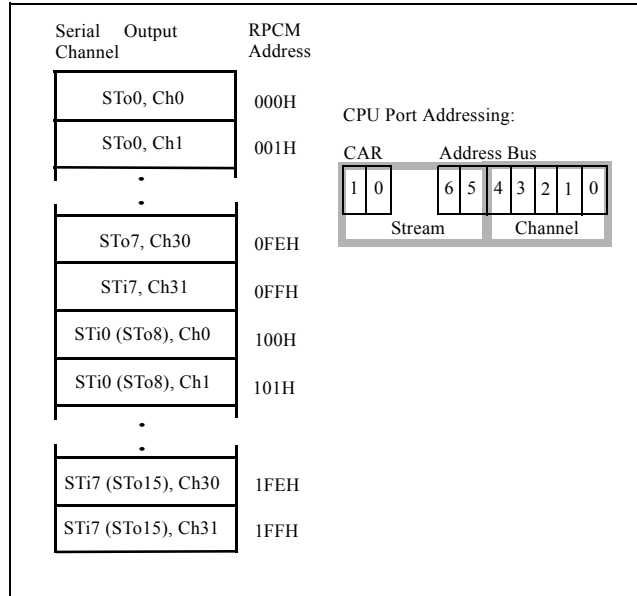 Serial Output
Channel
RPCM
Address
STo0, Ch0
000H
STo0, Ch1
001H
STo7, Ch30
0FEH
STi7, Ch31
0FFH
STi0 (STo8), Ch0
100H
STi0 (STo8), Ch1
101H
STi7 (STo15), Ch30
1FEH
STi7 (STo15), Ch31
1FFH
CPU Port Addressing:
CAR Address Bus
1 0 6 5 4 3 2 1 0
Stream Channel